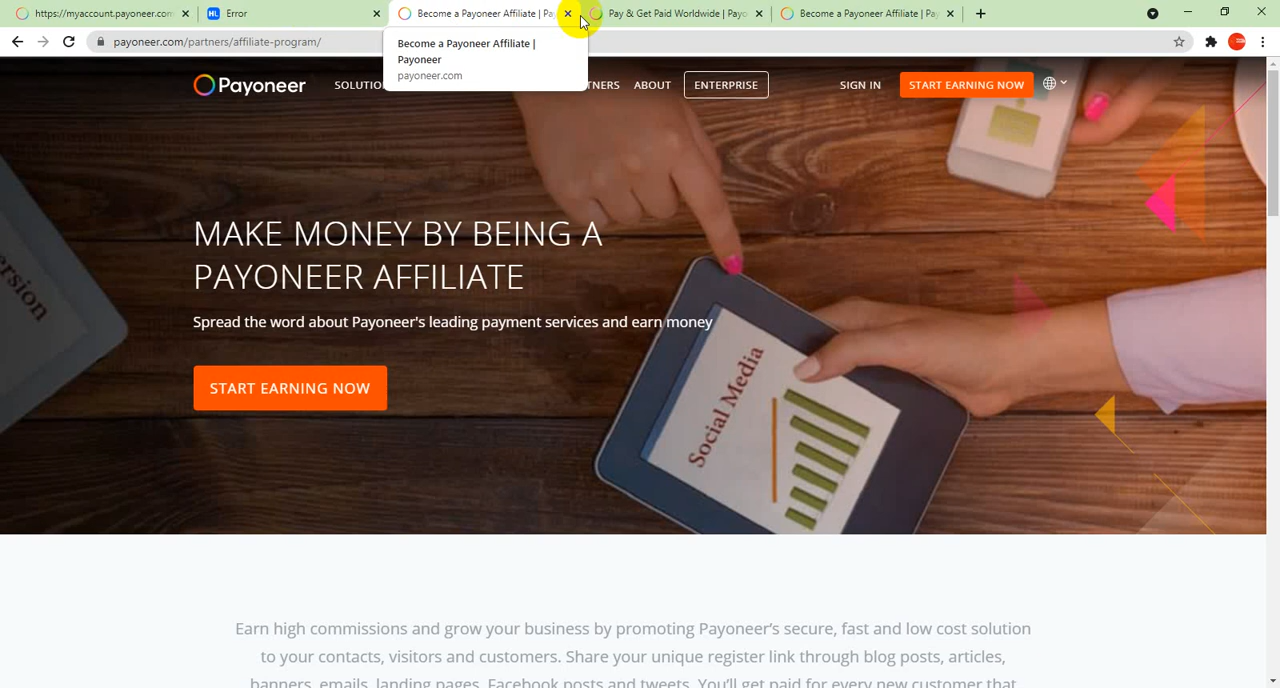 https://myaccount.payoneer.com
Error
Become a Payoneer Affiliate | Pa
Pay & Get Paid Worldwide | Payo
Become a Payoneer Affiliate | Pa
payoneer.com/partners/affiliate-program/
Become a Payoneer Affiliate |
Payoneer
payoneer.com
Payoneer
SOLUTIO
TNERS
ABOUT
ENTERPRISE
SIGN IN
START EARNING NOW
MAKE MONEY BY BEING A
PAYONEER AFFILIATE
Spread the word about Payoneer's leading payment services and earn money
START EARNING NOW
Social Media
Earn high commissions and grow your business by promoting Payoneer's secure, fast and low cost solution
to your contacts, visitors and customers. Share your unique register link through blog posts, articles,
banners, emails, landing pages, Facebook posts and tweets. You'll get paid for every new customer that